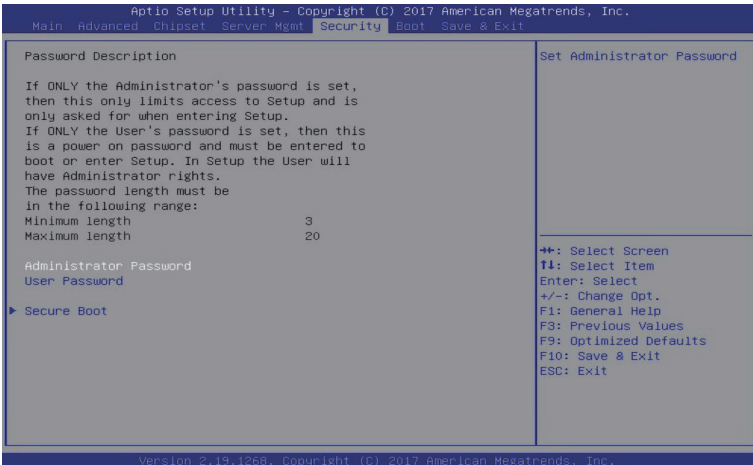 Aptio Setup Utility – Copyright (C) 2017 American Megatrends, Inc.
Main Advanced Chipset Server Mgmt Security Boot Save & Exit
Password Description
If ONLY the Administrator's password is set,
then this only limits access to Setup and is
only asked for when entering Setup.
If ONLY the User's password is set, then this
is a power on password and must be entered to
boot or enter Setup. In Setup the User will
have Administrator rights.
The password length must be
in the following range:
Minimum length 3
Maximum length 20
Administrator Password
User Password
▶ Secure Boot
Set Administrator Password
→←: Select Screen
↑↓: Select Item
Enter: Select
+/-: Change Opt.
F1: General Help
F3: Previous Values
F9: Optimized Defaults
F10: Save & Exit
ESC: Exit
Version 2.19.1268. Copyright (C) 2017 American Megatrends, Inc.